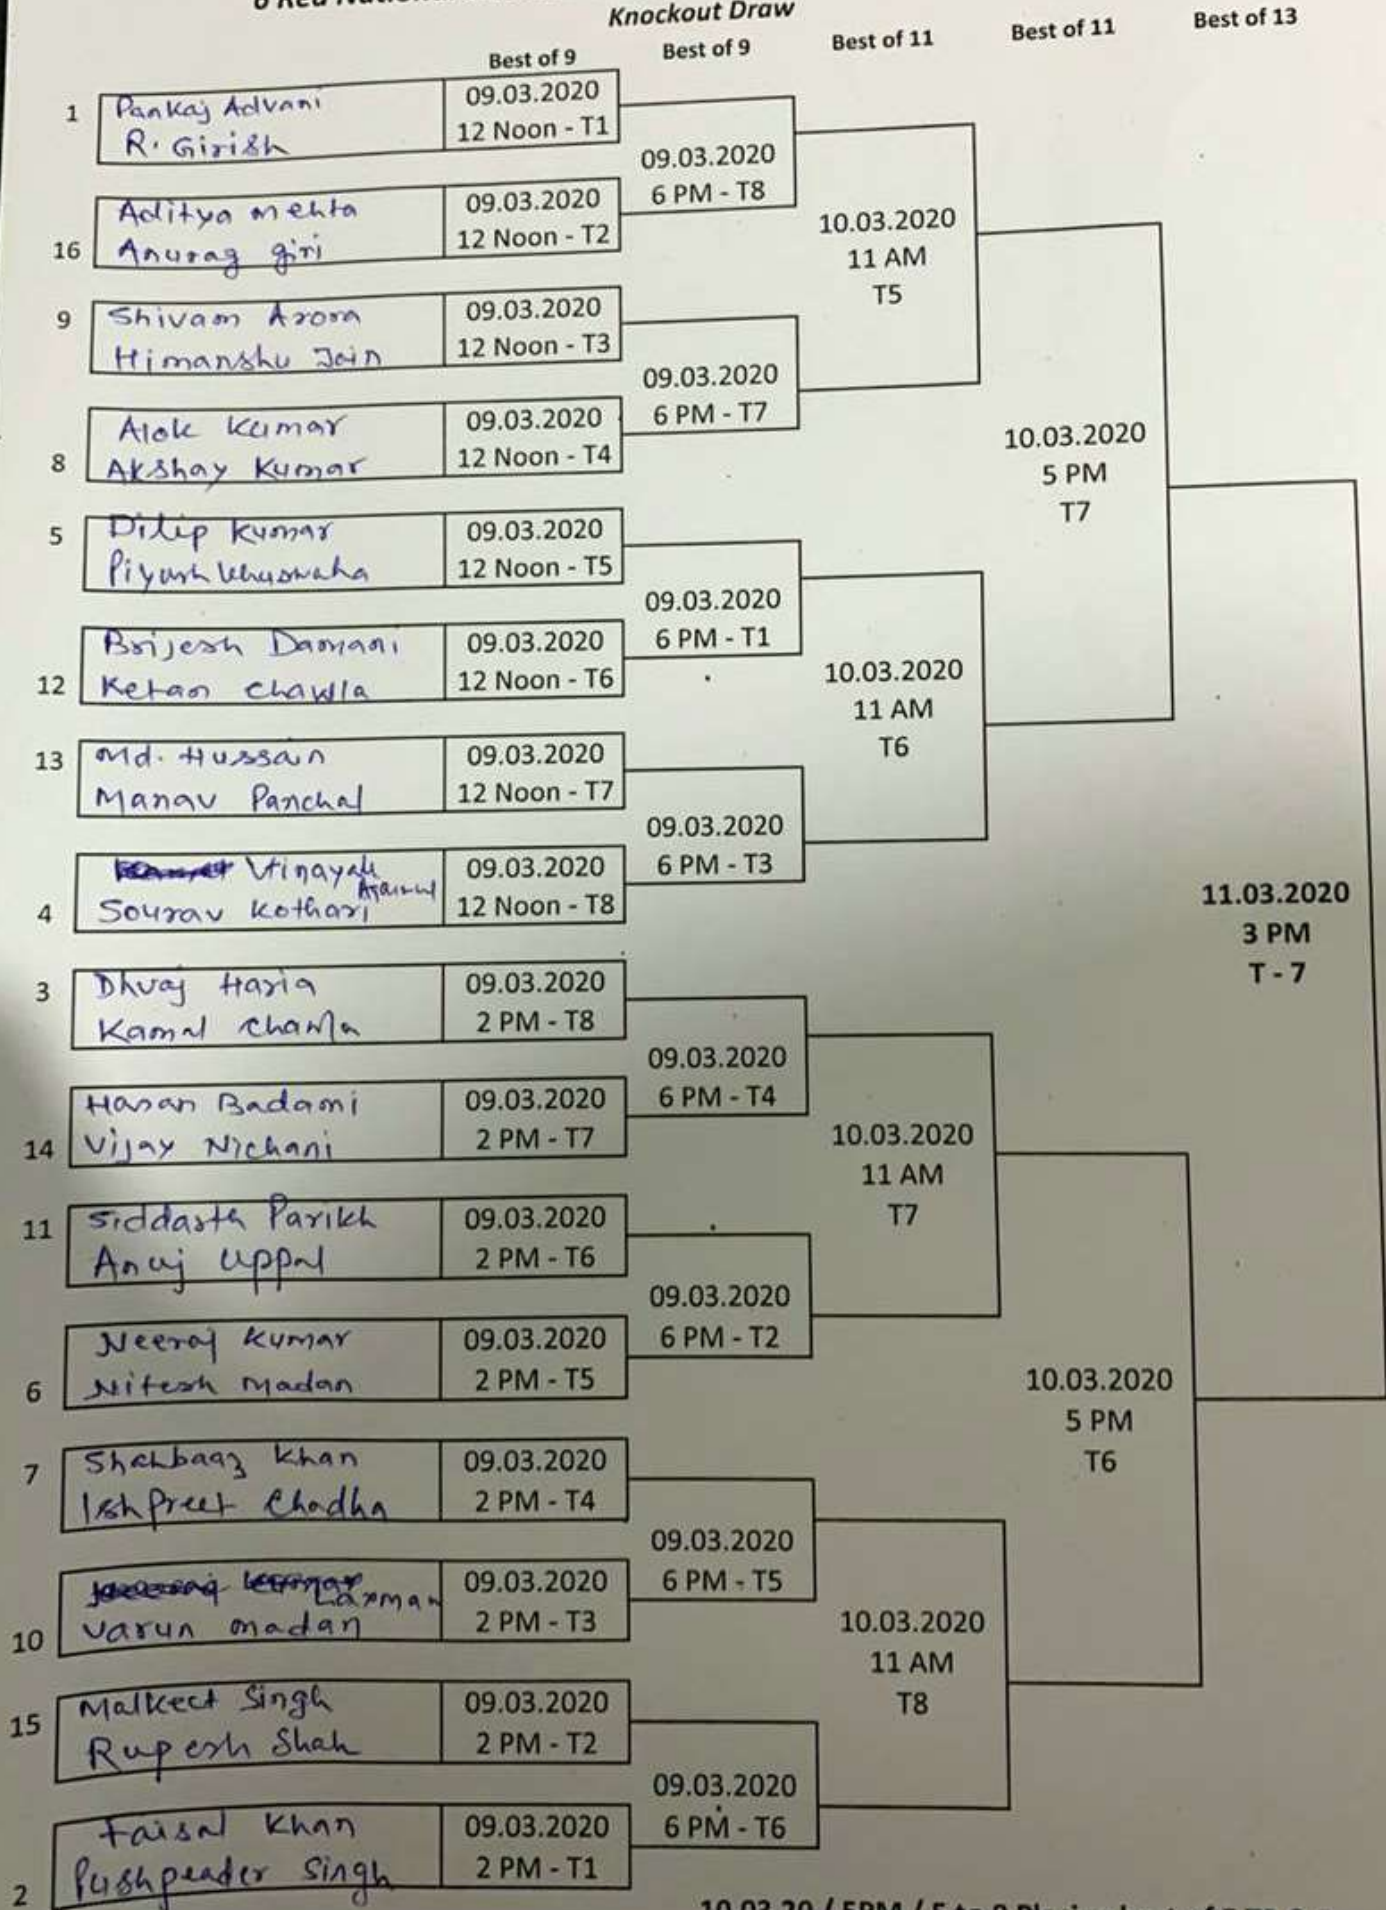 6 Red
Knockout Draw
Best of 9
Best of 9
Best of 11
Best of 11
Best of 13
1
Pankaj Advani
R. Girish
09.03.2020
12 Noon - T1
16
Aditya mehta
Anurag giri
09.03.2020
12 Noon - T2
09.03.2020
6 PM - T8
9
Shivam Arora
Himanshu Jain
09.03.2020
12 Noon - T3
8
Alok Kumar
Akshay Kumar
09.03.2020
12 Noon - T4
09.03.2020
6 PM - T7
10.03.2020
11 AM
T5
5
Dilip Kumar
Piyush khuswaha
09.03.2020
12 Noon - T5
12
Brijesh Damani
Ketan Chawla
09.03.2020
12 Noon - T6
09.03.2020
6 PM - T1
13
Md. Hussain
Manav Panchal
09.03.2020
12 Noon - T7
4
Vinayak
Agarwal
Sourav Kothari
09.03.2020
12 Noon - T8
09.03.2020
6 PM - T3
10.03.2020
11 AM
T6
10.03.2020
5 PM
T7
3
Dhvaj Haria
Kamal Chawla
09.03.2020
2 PM - T8
14
Hasan Badami
Vijay Nichani
09.03.2020
2 PM - T7
09.03.2020
6 PM - T4
11
Siddarth Parikh
Anuj Uppal
09.03.2020
2 PM - T6
6
Neeraj Kumar
Nitesh Madan
09.03.2020
2 PM - T5
09.03.2020
6 PM - T2
10.03.2020
11 AM
T7
7
Shahbaaz Khan
Ishpreet Chadha
09.03.2020
2 PM - T4
10
Laxman
Varun madan
09.03.2020
2 PM - T3
09.03.2020
6 PM - T5
15
Malkeet Singh
Rupesh Shah
09.03.2020
2 PM - T2
2
Faisal Khan
Pushpender Singh
09.03.2020
2 PM - T1
09.03.2020
6 PM - T6
10.03.2020
11 AM
T8
10.03.2020
5 PM
T6
11.03.2020
3 PM
T - 7